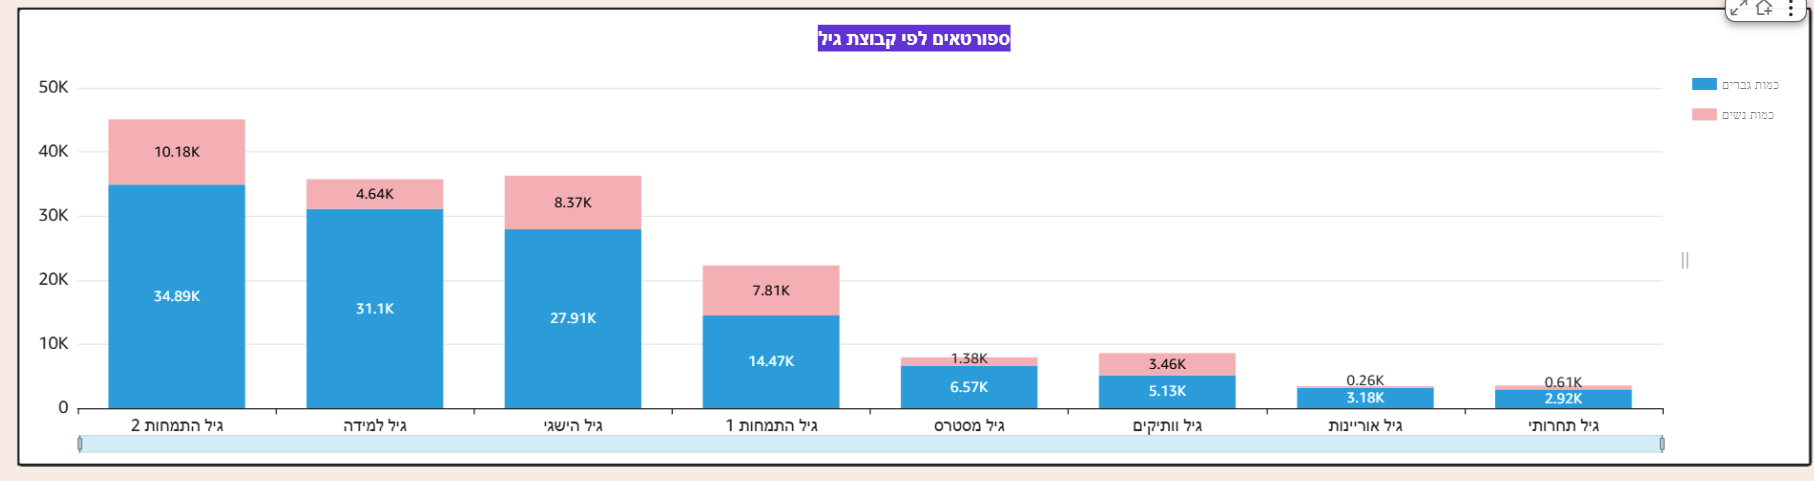 ספורטאים לפי קבוצת גיל
כמות גברים
כמות נשים
50K
40K
30K
20K
10K
0
10.18K
34.89K
4.64K
31.1K
8.37K
27.91K
7.81K
14.47K
1.38K
6.57K
3.46K
5.13K
0.26K
3.18K
0.61K
2.92K
גיל התמחות 2
גיל למידה
גיל הישגי
גיל התמחות 1
גיל מסטרס
גיל וותיקים
גיל אוריינות
גיל תחרותי